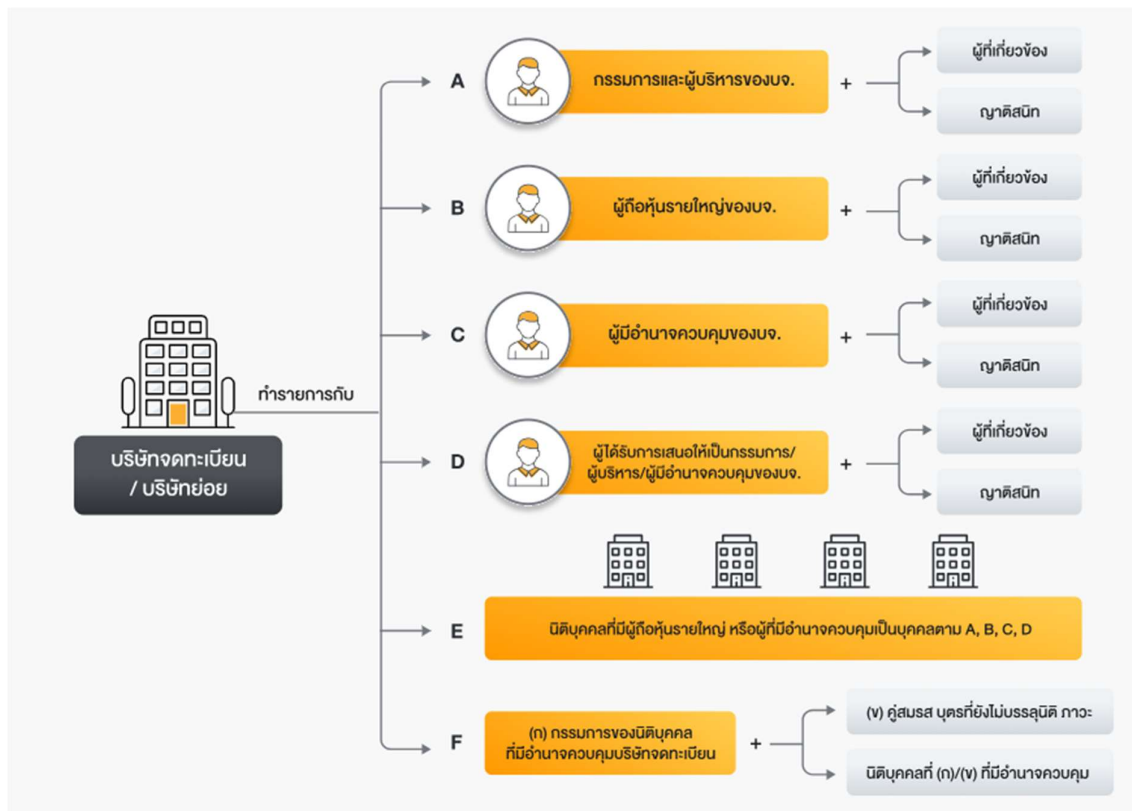 A
กรรมการและผู้บริหารของบจ.
+
ผู้ที่เกี่ยวข้อง
ญาติสนิท
B
ผู้ถือหุ้นรายใหญ่ของบจ.
+
ผู้ที่เกี่ยวข้อง
ญาติสนิท
C
ผู้มีอำนาจควบคุมของบจ.
+
ผู้ที่เกี่ยวข้อง
ญาติสนิท
ทำรายการกับ
บริษัทจดทะเบียน
/ บริษัทย่อย
D
ผู้ได้รับการเสนอให้เป็นกรรมการ/
ผู้บริหาร/ผู้มีอำนาจควบคุมของบจ.
+
ผู้ที่เกี่ยวข้อง
ญาติสนิท
E
นิติบุคคลที่มีผู้ถือหุ้นรายใหญ่ หรือผู้ที่มีอำนาจควบคุมเป็นบุคคลตาม A, B, C, D
F
(ก) กรรมการของนิติบุคคล
ที่มีอำนาจควบคุมบริษัทจดทะเบียน
+
(ข) คู่สมรส บุตรที่ยังไม่บรรลุนิติ ภาวะ
นิติบุคคลที่ (ก)/(ข) ที่มีอำนาจควบคุม